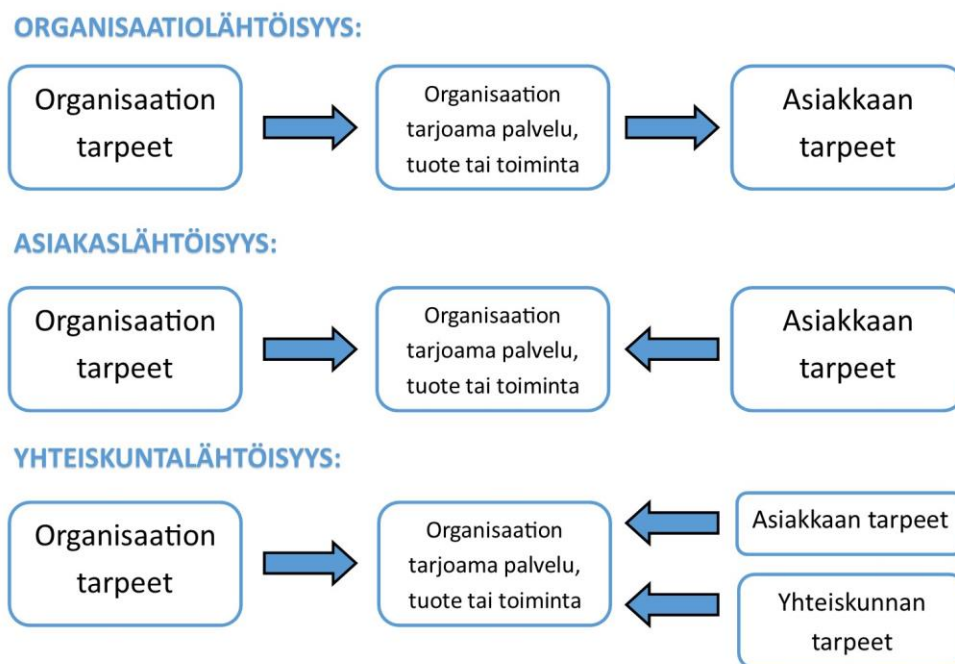 ORGANISAATIOLÄHTÖISYYS:
Organisaation
tarpeet
Organisaation
tarjoama palvelu,
tuote tai toiminta
Asiakkaan
tarpeet
ASIAKASLÄHTÖISYYS:
Organisaation
tarpeet
Organisaation
tarjoama palvelu,
tuote tai toiminta
Asiakkaan
tarpeet
YHTEISKUNTALÄHTÖISYYS:
Organisaation
tarpeet
Organisaation
tarjoama palvelu,
tuote tai toiminta
Asiakkaan tarpeet
Yhteiskunnan
tarpeet